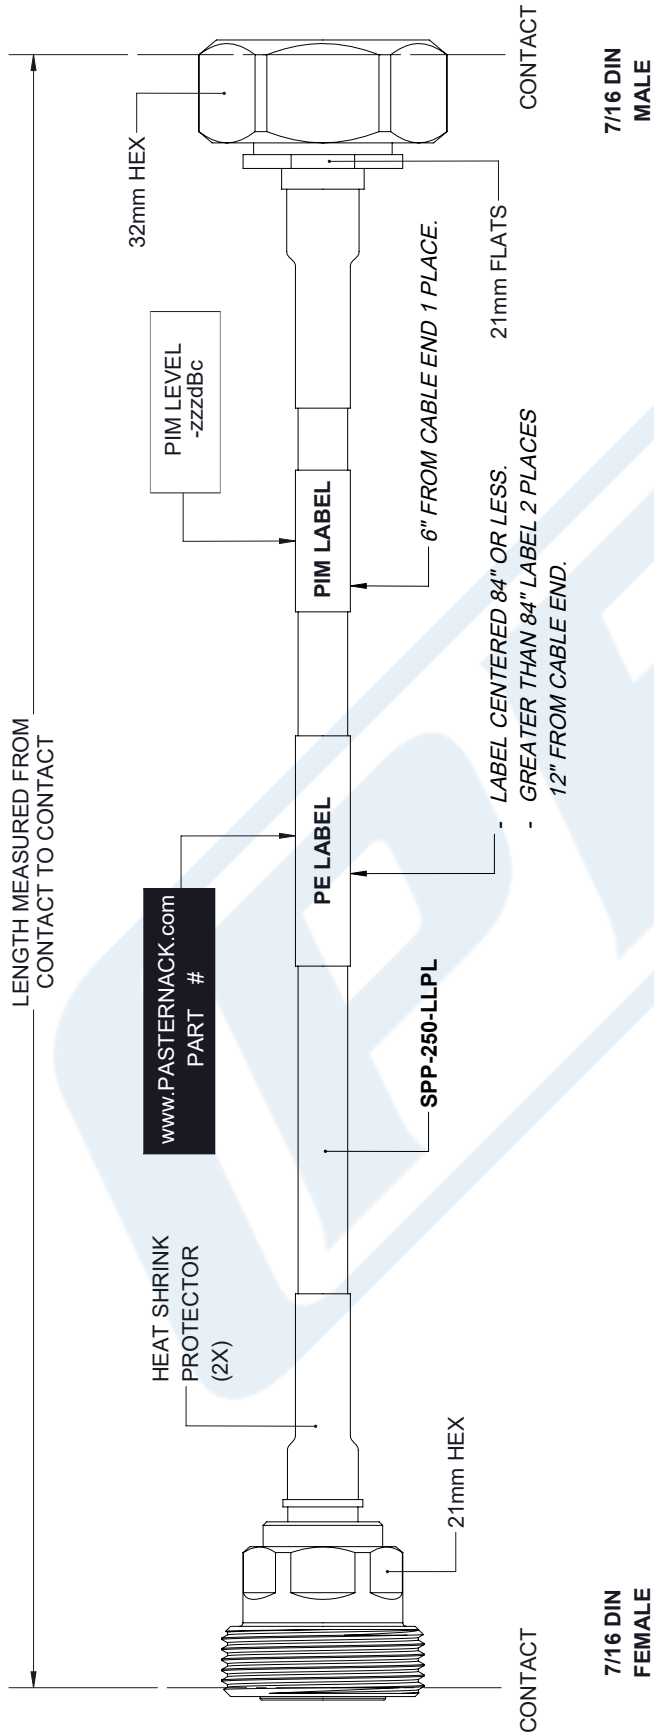 LENGTH MEASURED FROM
CONTACT TO CONTACT
HEAT SHRINK
PROTECTOR
(2X)
www.PASTERNACK.com
PART #
PIM LEVEL
-zzzdBc
32mm HEX
PE LABEL
PIM LABEL
21mm HEX
SPP-250-LLPL
6" FROM CABLE END 1 PLACE.
- LABEL CENTERED 84" OR LESS.
- GREATER THAN 84" LABEL 2 PLACES
12" FROM CABLE END.
21mm FLATS
CONTACT
CONTACT
7/16 DIN
FEMALE
7/16 DIN
MALE